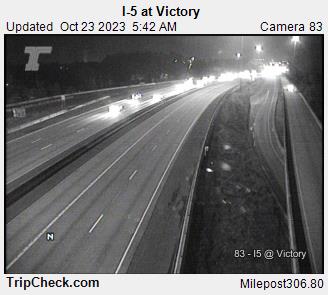 I-5 at Victory
Updated Oct 23 2023 5:42 AM Camera 83
T
N
83 - I5 @ Victory
TripCheck.com Milepost306.80